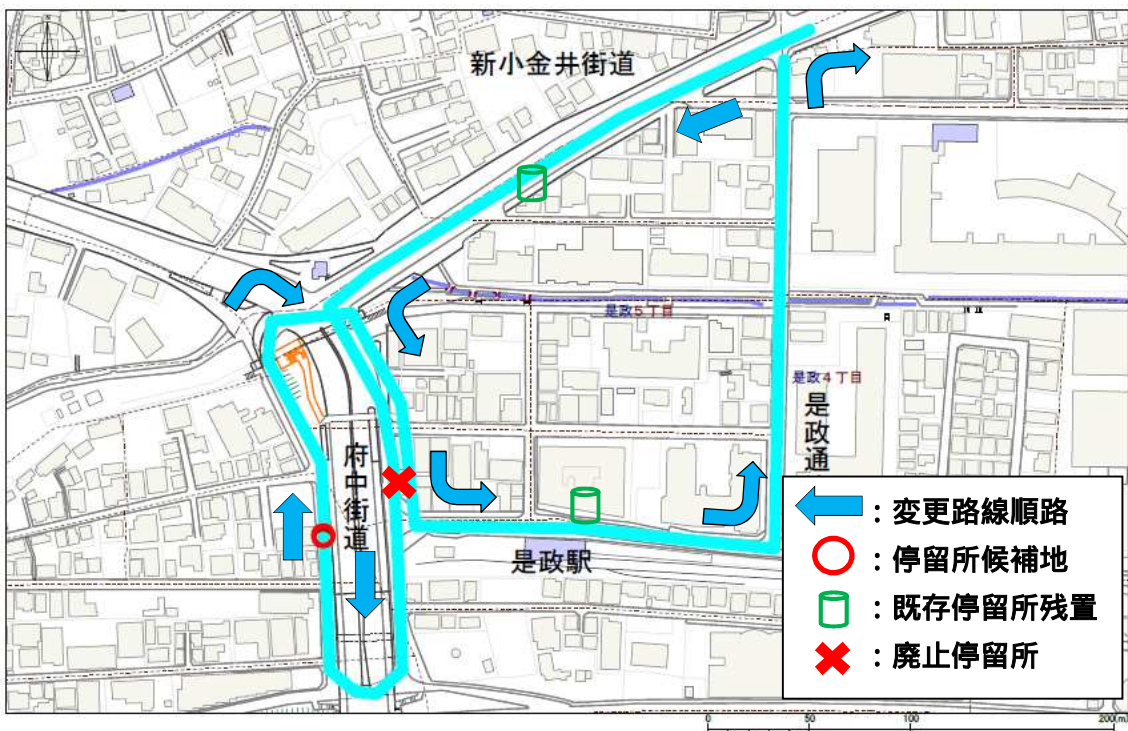 N
新小金井街道
是政5丁目
是政4丁目
是政通
府中街道
是政駅
：変更路線順路
：停留所候補地
：既存停留所残置
：廃止停留所
0 50 100 200(m)